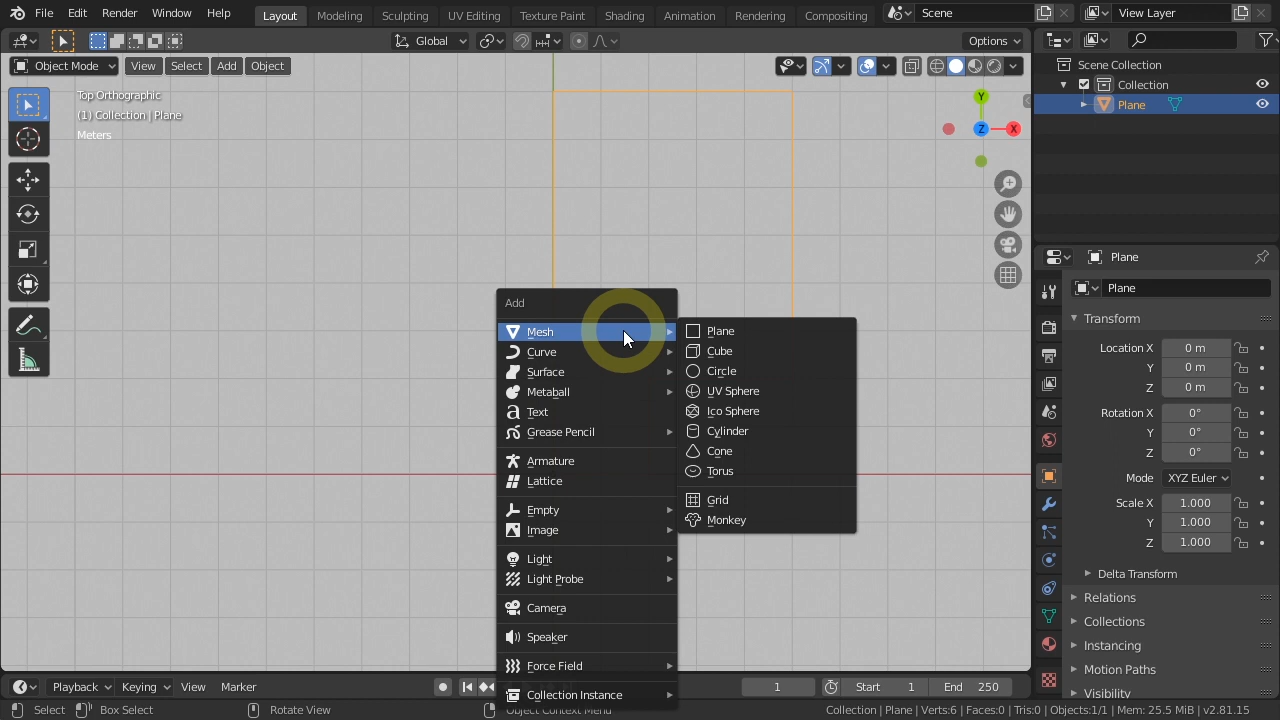 File Edit Render Window Help Layout Modeling Sculpting UV Editing Texture Paint Shading Animation Rendering Compositing Scene View Layer
Global Options
Object Mode View Select Add Object
Scene Collection
Collection
Plane
Top Orthographic
(1) Collection | Plane
Meters
Y
Z
X
Plane
Plane
Add
Mesh
Curve
Surface
Metaball
Text
Grease Pencil
Armature
Lattice
Empty
Image
Light
Light Probe
Camera
Speaker
Force Field
Collection Instance
Plane
Cube
Circle
UV Sphere
Ico Sphere
Cylinder
Cone
Torus
Grid
Monkey
Transform
Location X 0 m
Y 0 m
Z 0 m
Rotation X 0°
Y 0°
Z 0°
Mode XYZ Euler
Scale X 1.000
Y 1.000
Z 1.000
Delta Transform
Relations
Collections
Instancing
Motion Paths
Visibility
Playback Keying View Marker 1 Start 1 End 250
Select Box Select Rotate View Object Context Menu Collection | Plane | Verts:6 | Faces:0 | Tris:0 | Objects:1/1 | Mem: 25.5 MiB | v2.81.15